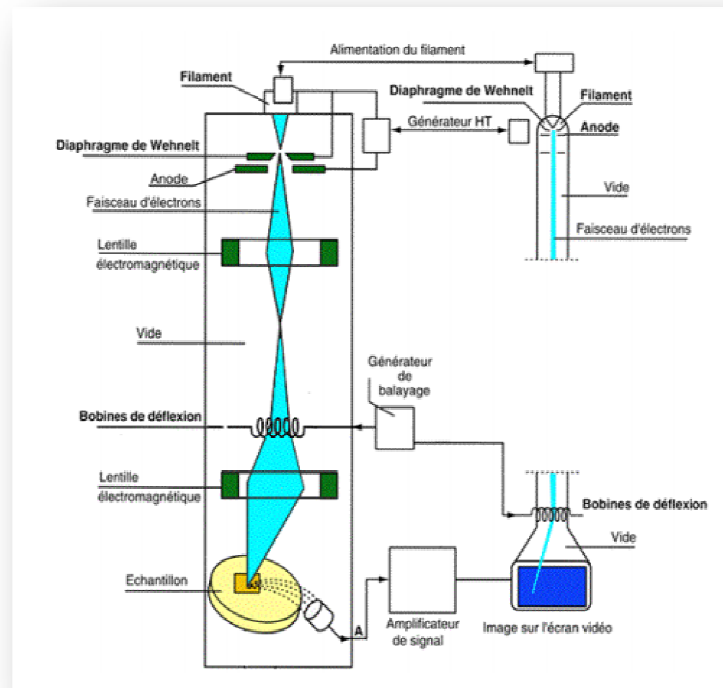 Alimentation du filament
Filament
Diaphragme de Wehnelt
Filament
Diaphragme de Wehnelt
Générateur HT
Anode
Anode
Vide
Faisceau d'électrons
Faisceau d'électrons
Lentille
électromagnétique
Vide
Générateur
de
balayage
Bobines de déflexion
Lentille
électromagnétique
Bobines de déflexion
Vide
Echantillon
A
Amplificateur
de signal
Image sur l'écran vidéo